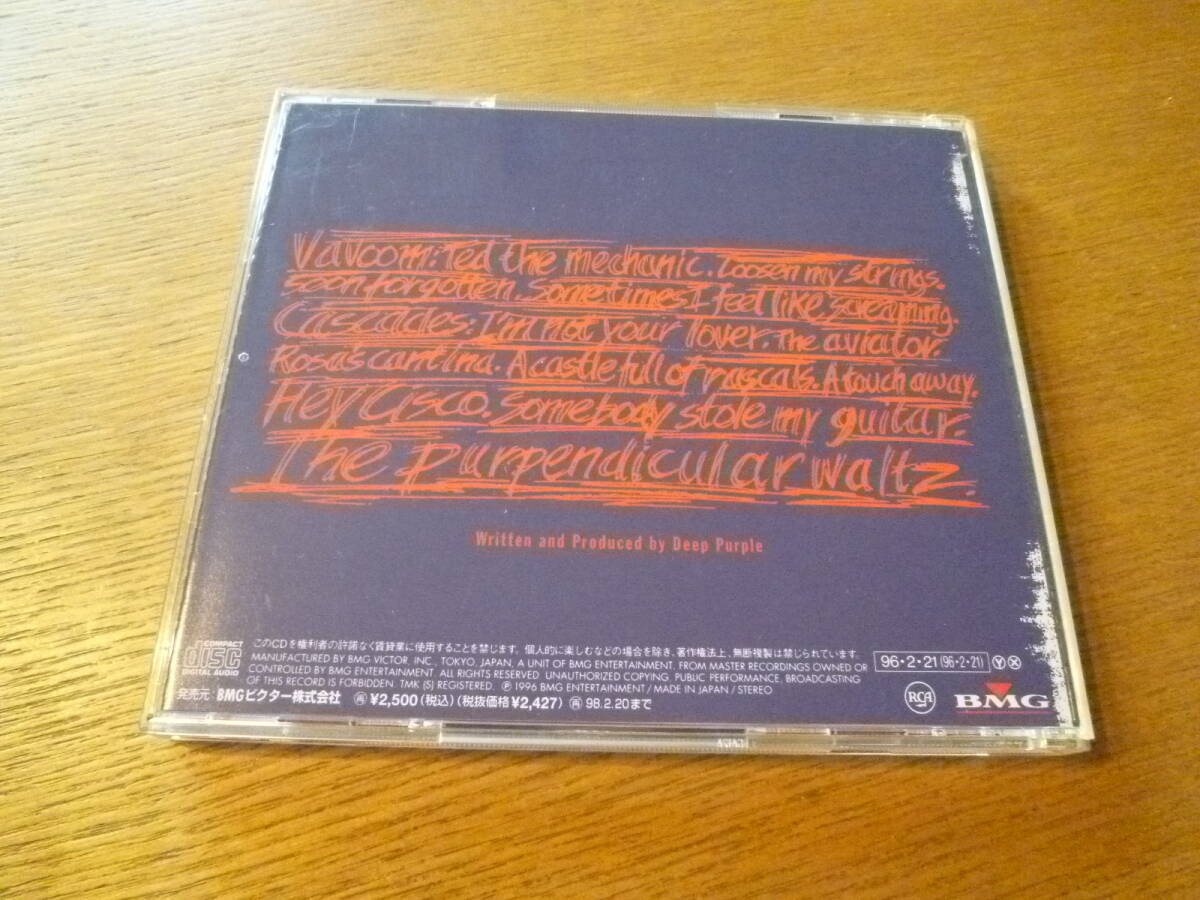 Vavoom: Ted the mechanic. Loosen my strings.
Soon forgotten. Sometimes I feel like screaming.
Cascades: I'm not your lover. The aviator.
Rosa's cantina. A castle full of rascals. A touch away.
Hey Cisco. Somebody stole my guitar.
The purpendicular waltz.
Written and Produced by Deep Purple
COMPACT
disc
DIGITAL AUDIO
このCDを権利者の許諾なく賃貸業に使用することを禁じます。個人的に楽しむなどの場合を除き、著作権法上、無断複製は禁じられています。
MANUFACTURED BY BMG VICTOR, INC., TOKYO, JAPAN, A UNIT OF BMG ENTERTAINMENT. FROM MASTER RECORDINGS OWNED OR
CONTROLLED BY BMG ENTERTAINMENT. ALL RIGHTS RESERVED. UNAUTHORIZED COPYING, PUBLIC PERFORMANCE, BROADCASTING
OF THIS RECORD IS FORBIDDEN. TMK (S) REGISTERED. Ⓟ 1996 BMG ENTERTAINMENT / MADE IN JAPAN / STEREO
発売元:BMGビクター株式会社 ㊢¥2,500(税込)(税抜価格¥2,427) ㊢98.2.20まで
96・2・21(96・2・21) Ⓨ Ⓧ
RCA
BMG